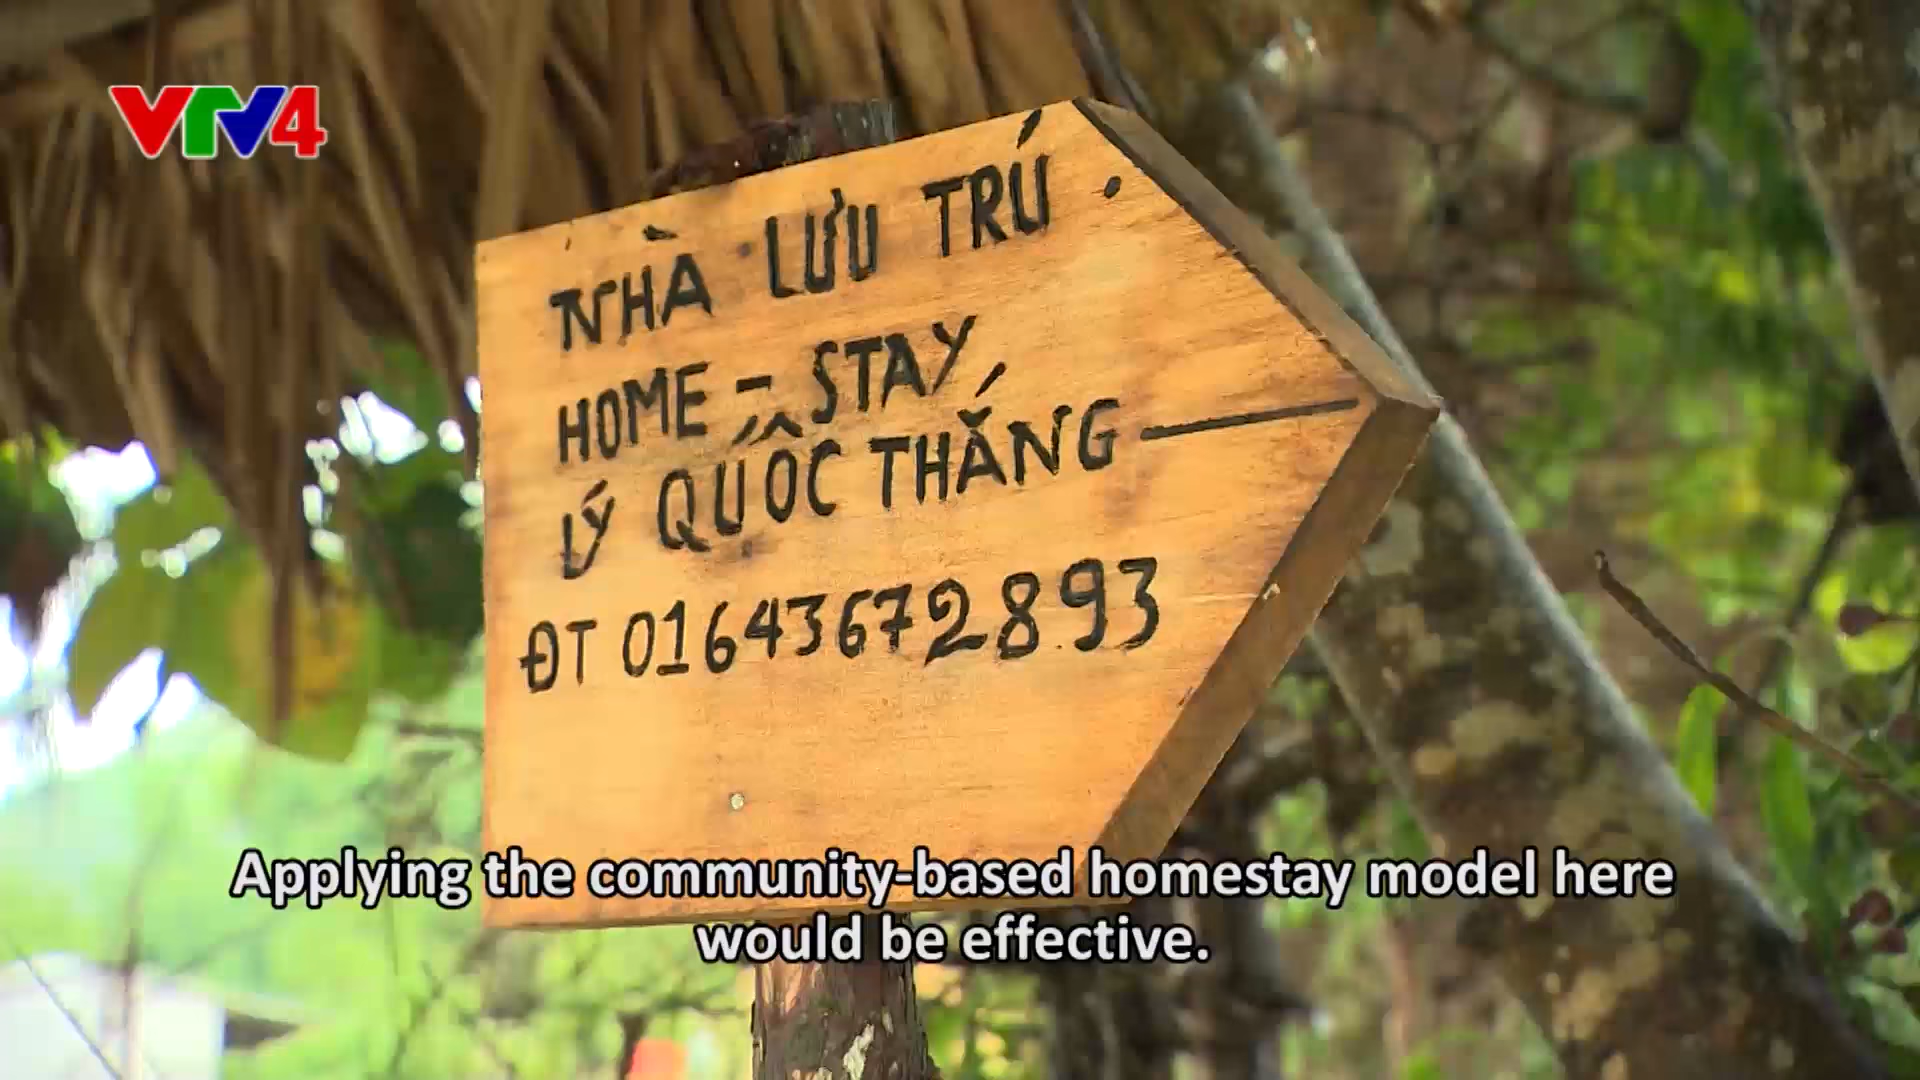 VTV4
NHÀ LƯU TRÚ
HOME - STAY
LÝ QUỐC THẮNG
ĐT 01643672893
Applying the community-based homestay model here
would be effective.